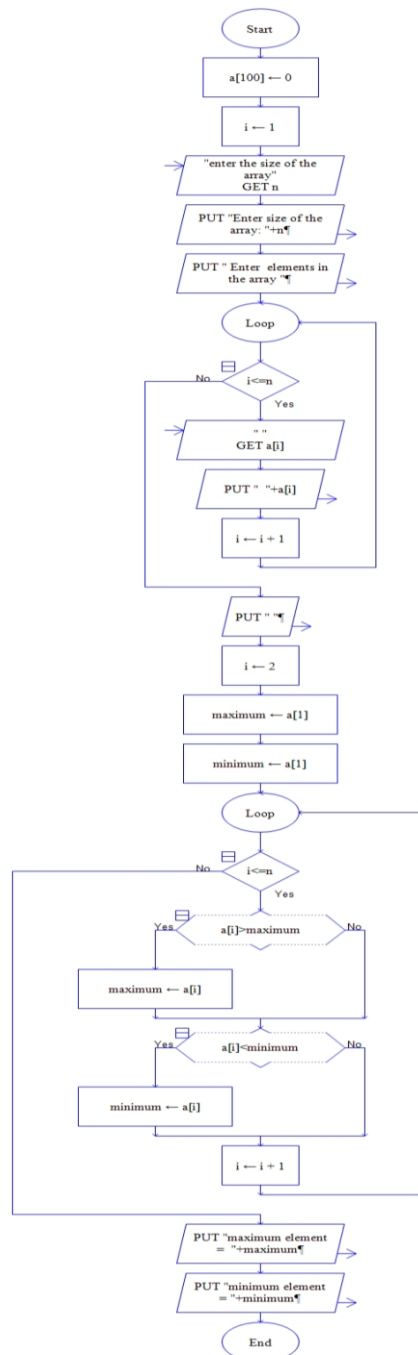 Start
a[100] ← 0
i ← 1
"enter the size of the
array"
GET n
PUT "Enter size of the
array: "+n¶
PUT " Enter  elements in
the array "¶
Loop
i<=n
No
Yes
" "
GET a[i]
PUT "  "+a[i]
i ← i + 1
PUT " "¶
i ← 2
maximum ← a[1]
minimum ← a[1]
Loop
i<=n
No
Yes
a[i]>maximum
Yes
No
maximum ← a[i]
a[i]<minimum
Yes
No
minimum ← a[i]
i ← i + 1
PUT "maximum element
=  "+maximum¶
PUT "minimum element
= "+minimum¶
End